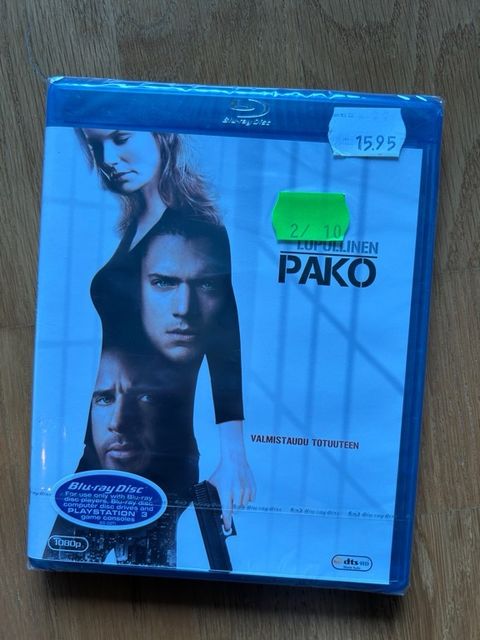 Blu-ray Disc
15.95
2/ 10
LOPULLINEN
PAKO
VALMISTAUDU TOTUUTEEN
Blu-ray Disc
For use only with Blu-ray
disc players, Blu-ray disc
computer disc drives and
PLAYSTATION 3
game consoles
1080p
dts-HD